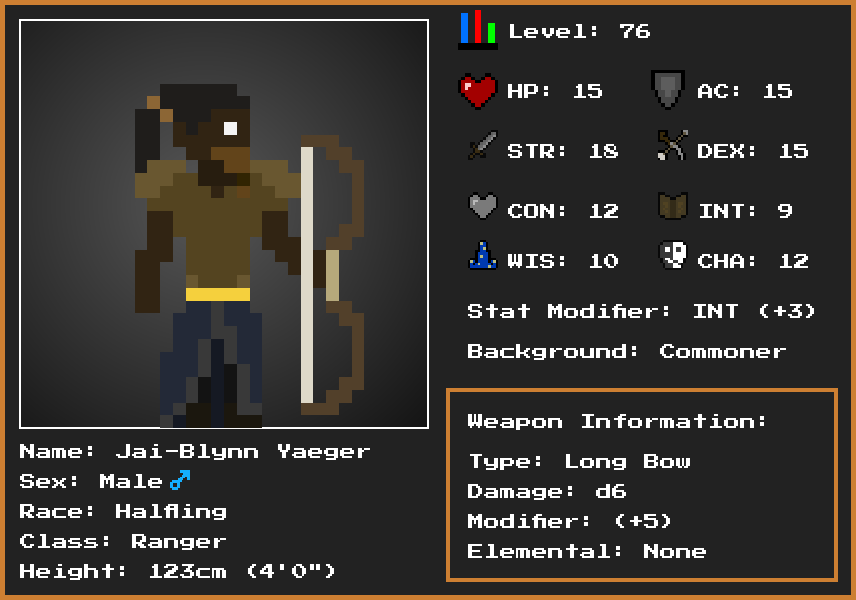 Level: 76
HP: 15
AC: 15
STR: 18
DEX: 15
CON: 12
INT: 9
WIS: 10
CHA: 12
Stat Modifier: INT (+3)
Background: Commoner
Weapon Information:
Type: Long Bow
Damage: d6
Modifier: (+5)
Elemental: None
Name: Jai-Blynn Yaeger
Sex: Male ♂
Race: Halfling
Class: Ranger
Height: 123cm (4'0")